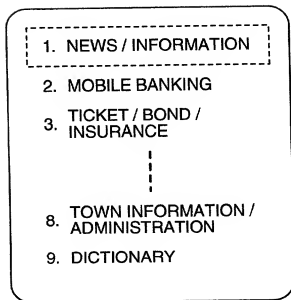 1. NEWS / INFORMATION
2. MOBILE BANKING
3. TICKET / BOND /
INSURANCE
8. TOWN INFORMATION /
ADMINISTRATION
9. DICTIONARY